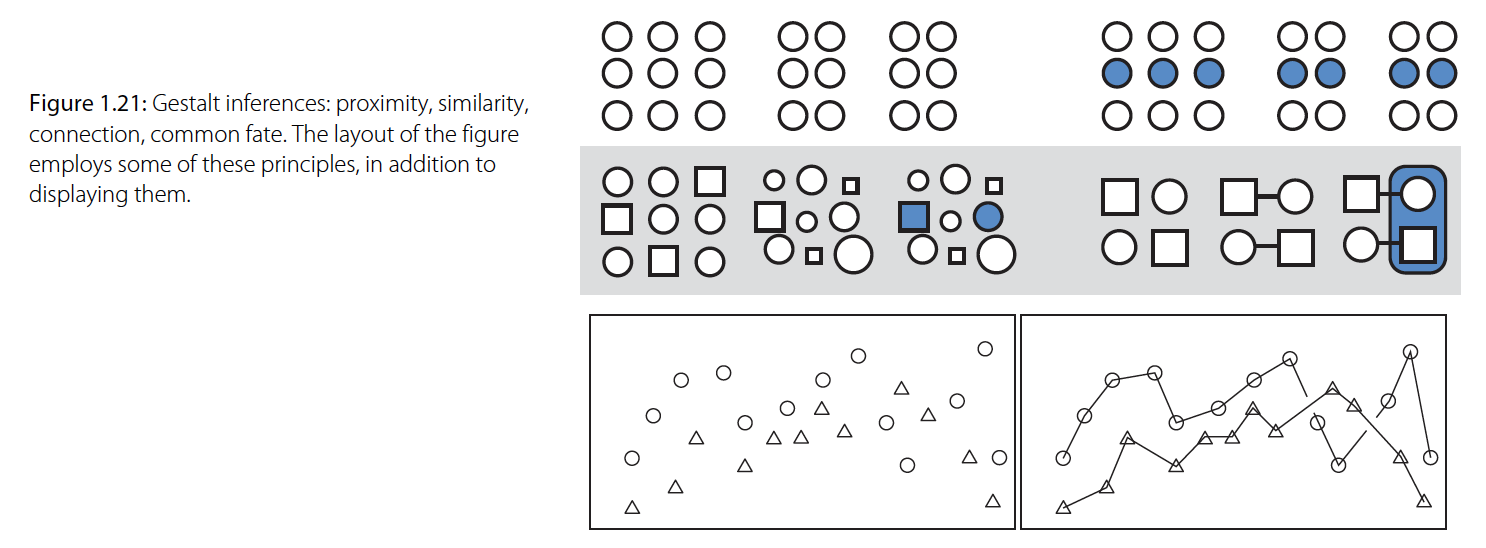 Figure 1.21: Gestalt inferences: proximity, similarity,
connection, common fate. The layout of the figure
employs some of these principles, in addition to
displaying them.